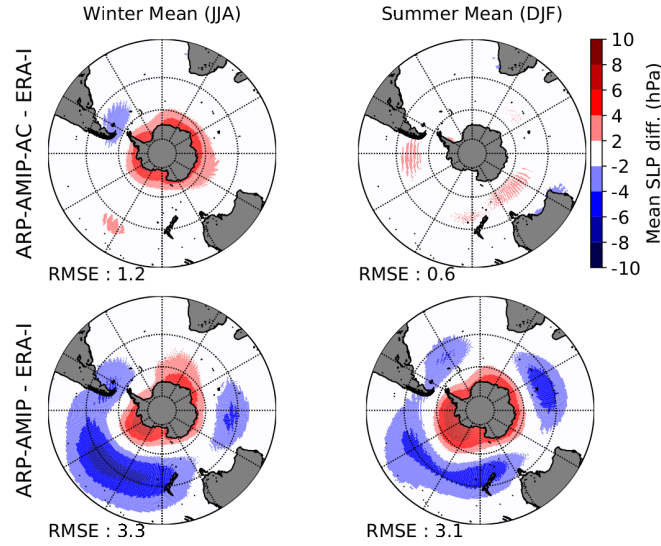 Winter Mean (JJA)
Summer Mean (DJF)
ARP-AMIP-AC - ERA-I
RMSE : 1.2
RMSE : 0.6
10
8
6
4
2
-2
-4
-6
-8
-10
Mean SLP diff. (hPa)
ARP-AMIP - ERA-I
RMSE : 3.3
RMSE : 3.1